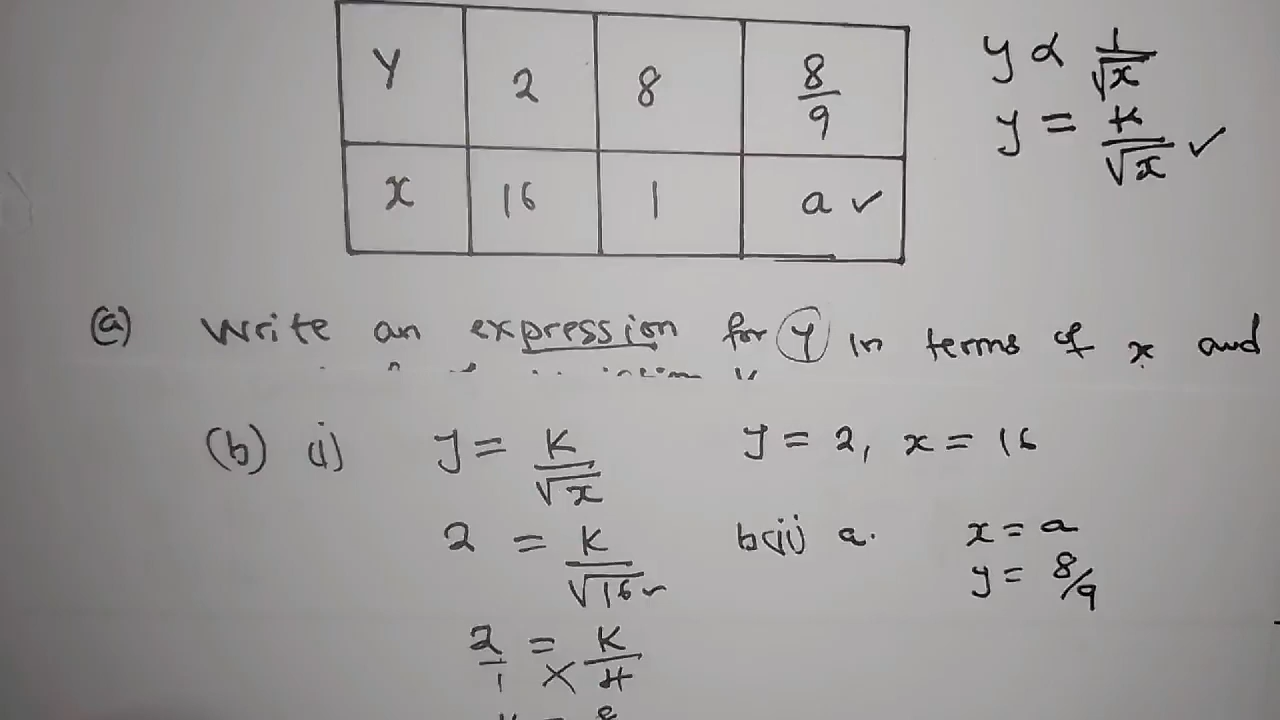 y 2 8 8/9
x 16 1 a ✓
y ∝ 1/√x
y = k/√x ✓
(a) Write an expression for y in terms of x and
(b) (i) y = k/√x y = 2, x = 16
2 = k/√16 b(ii) a. x = a
y = 8/9
2/1 = k/4